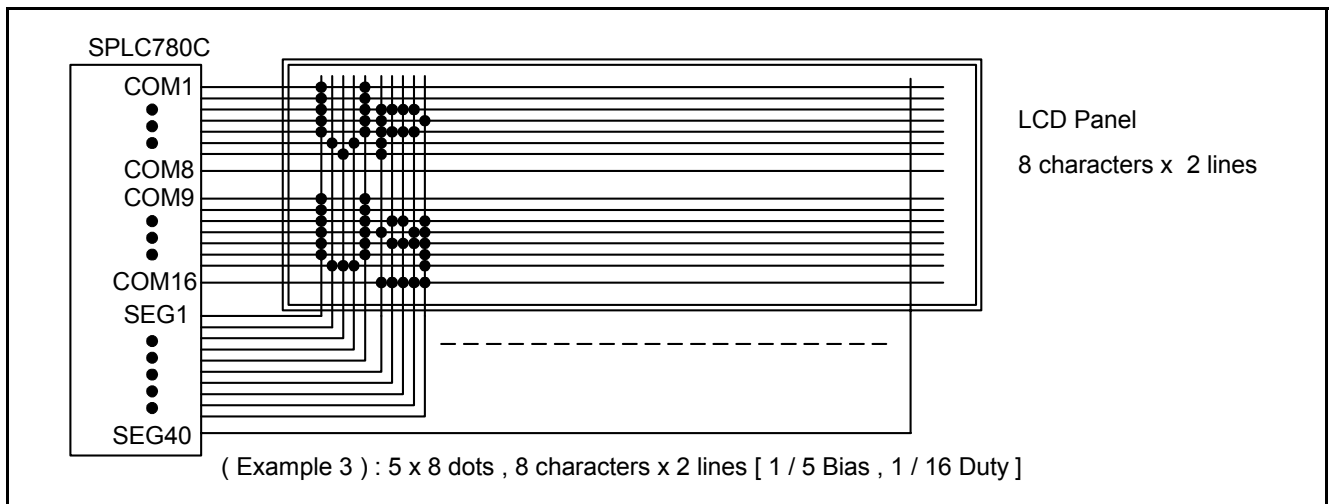 SPLC780C
COM1
COM8
COM9
COM16
SEG1
SEG40
LCD Panel
8 characters x 2 lines
( Example 3 ) : 5 x 8 dots , 8 characters x 2 lines [ 1 / 5 Bias , 1 / 16 Duty ]